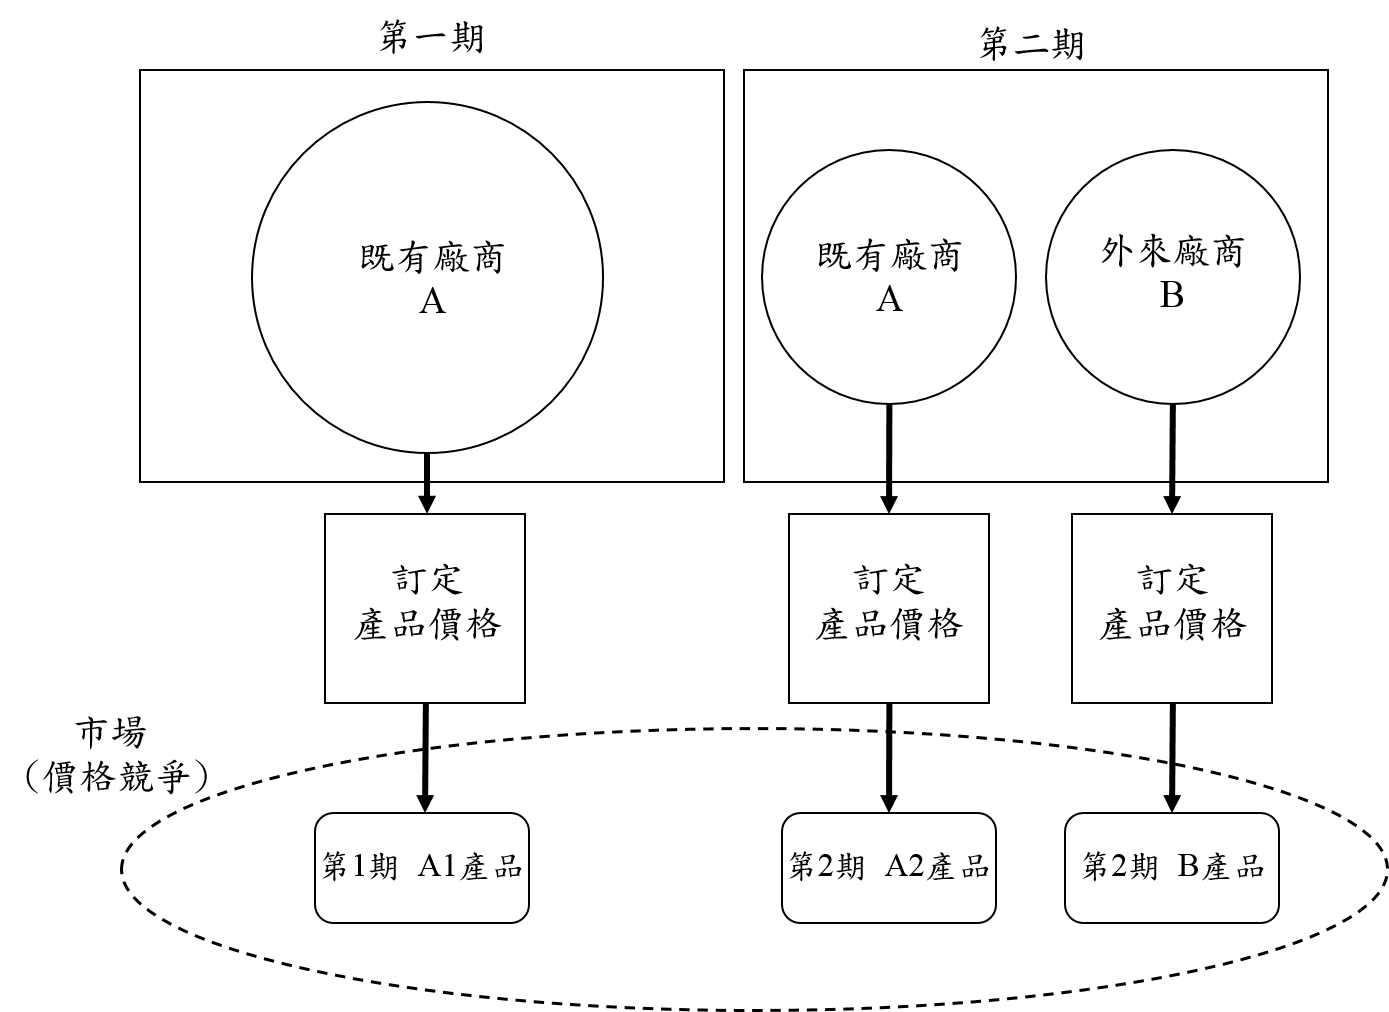 第一期
第二期
既有廠商
A
既有廠商
A
外來廠商
B
訂定
產品價格
訂定
產品價格
訂定
產品價格
市場
（價格競爭）
第1期 A1產品
第2期 A2產品
第2期 B產品